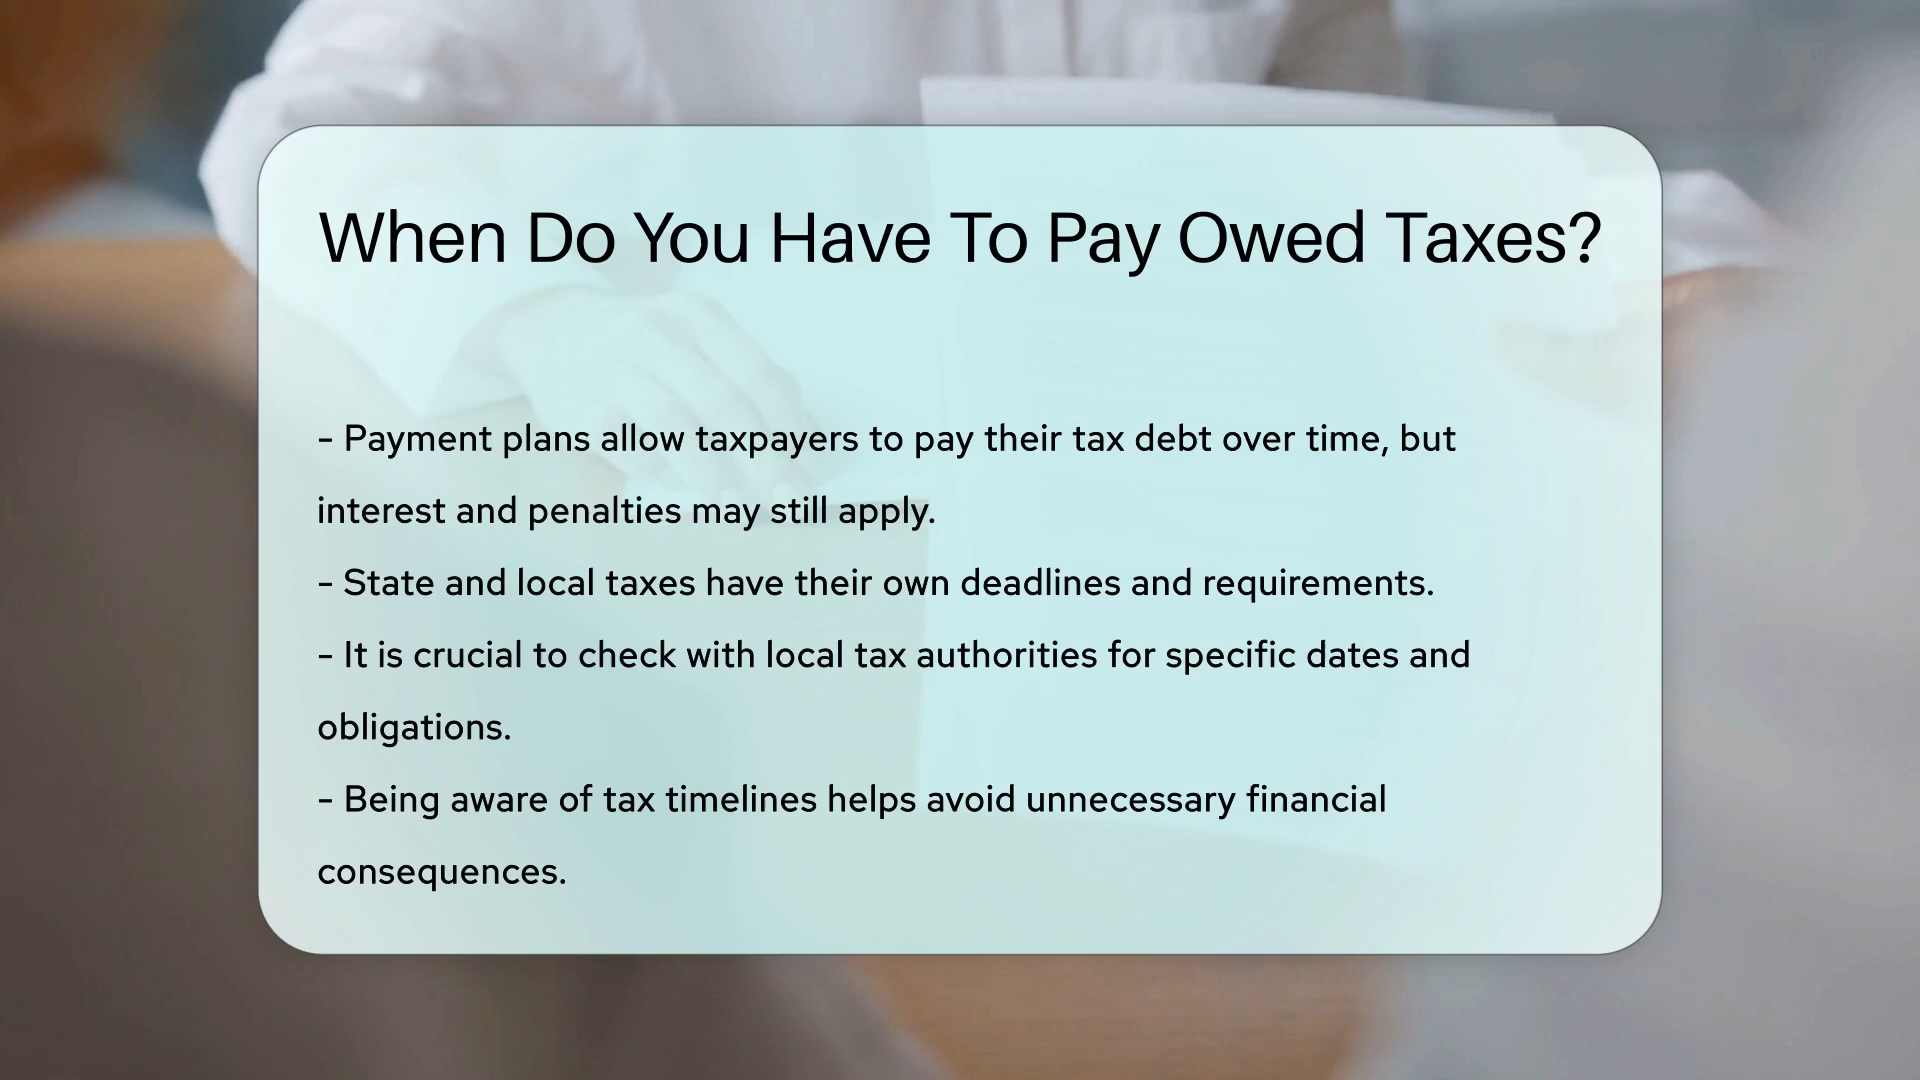 When Do You Have To Pay Owed Taxes?
- Payment plans allow taxpayers to pay their tax debt over time, but
interest and penalties may still apply.
- State and local taxes have their own deadlines and requirements.
- It is crucial to check with local tax authorities for specific dates and
obligations.
- Being aware of tax timelines helps avoid unnecessary financial
consequences.